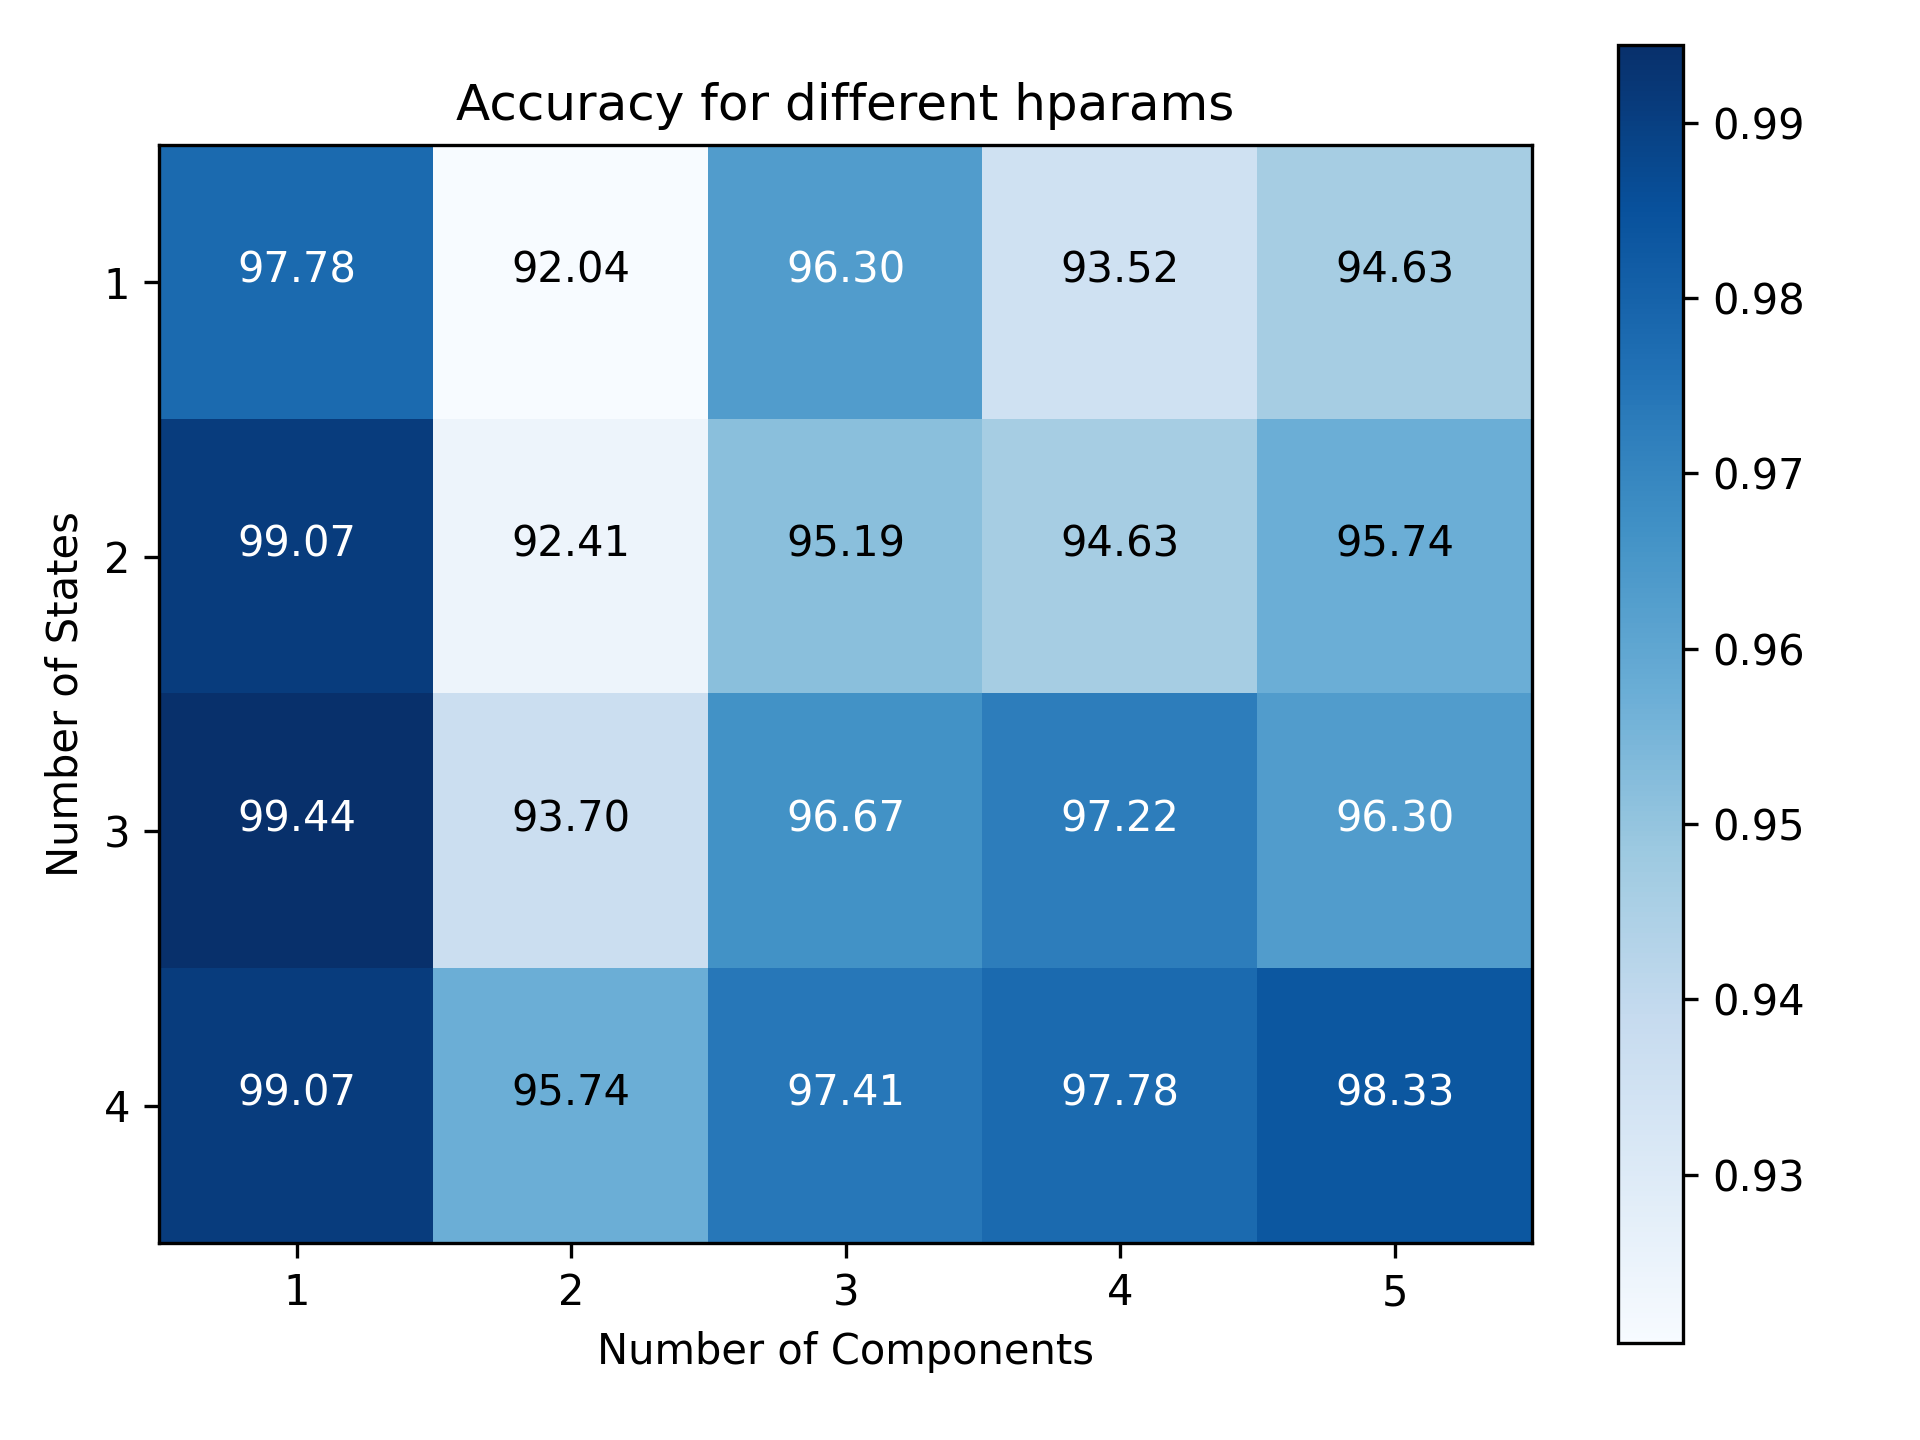 Accuracy for different hparams
97.78 92.04 96.30 93.52 94.63
99.07 92.41 95.19 94.63 95.74
99.44 93.70 96.67 97.22 96.30
99.07 95.74 97.41 97.78 98.33
1
2
3
4
Number of States
1 2 3 4 5
Number of Components
0.99
0.98
0.97
0.96
0.95
0.94
0.93